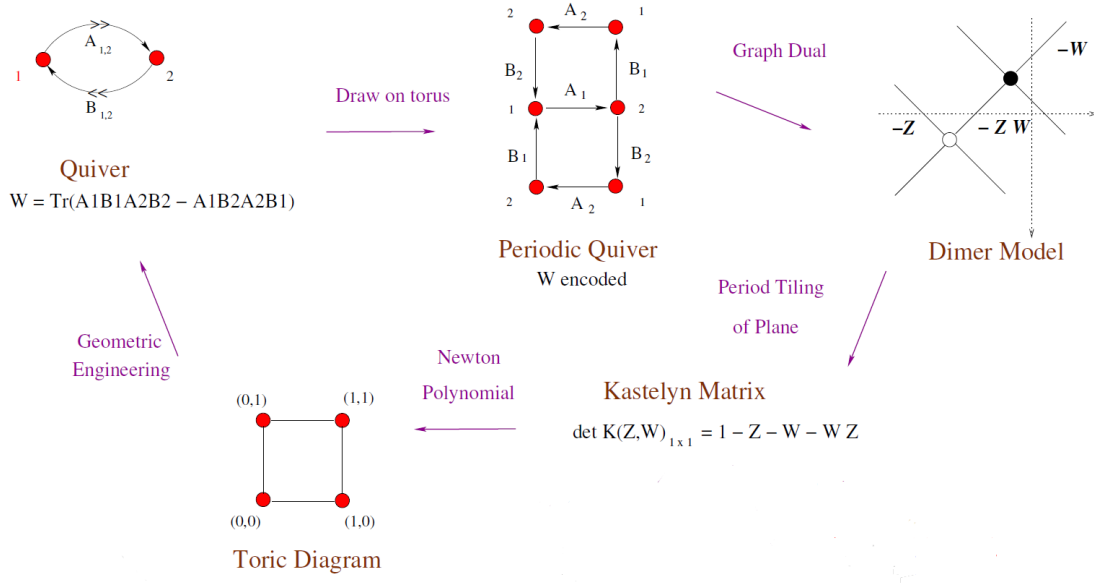 1
A 1,2
2
B 1,2
Quiver
W = Tr(A1B1A2B2 − A1B2A2B1)
Draw on torus
2
A 2
1
B 2
B 1
1
A 1
2
B 1
B 2
2
A 2
1
Periodic Quiver
W encoded
Graph Dual
−W
−Z
− Z W
Dimer Model
Period Tiling
of Plane
Kastelyn Matrix
det K(Z,W) 1 x 1 = 1 − Z − W − W Z
Newton
Polynomial
(0,1)
(1,1)
(0,0)
(1,0)
Toric Diagram
Geometric
Engineering